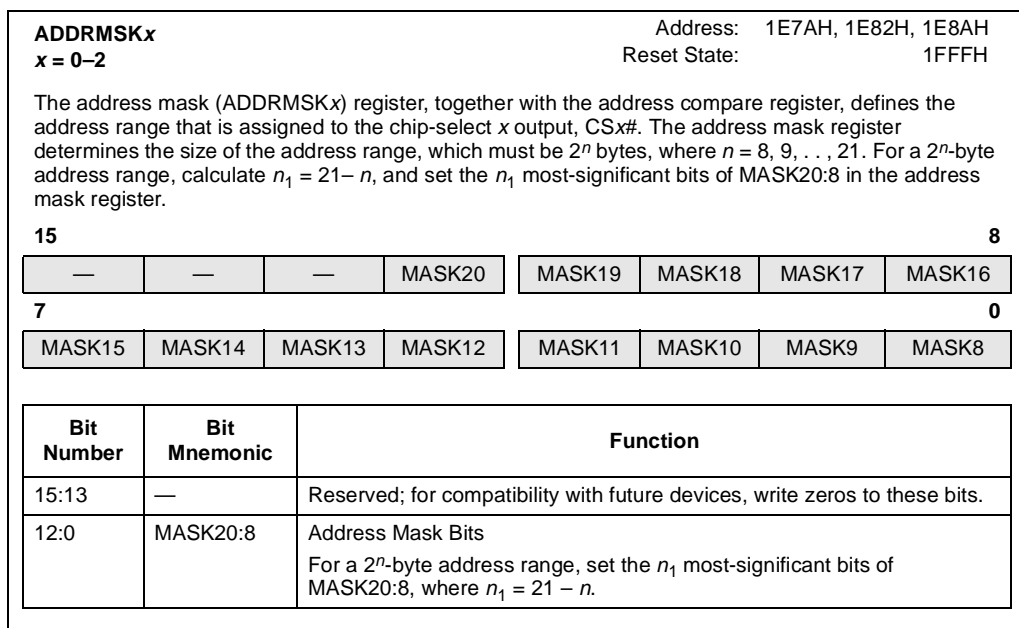 ADDRMSKx Address: 1E7AH, 1E82H, 1E8AH
x = 0–2 Reset State: 1FFFH
The address mask (ADDRMSKx) register, together with the address compare register, defines the
address range that is assigned to the chip-select x output, CSx#. The address mask register
determines the size of the address range, which must be 2ⁿ bytes, where n = 8, 9, . . , 21. For a 2ⁿ-byte
address range, calculate n₁ = 21– n, and set the n₁ most-significant bits of MASK20:8 in the address
mask register.
15 8
— — — MASK20 MASK19 MASK18 MASK17 MASK16
7 0
MASK15 MASK14 MASK13 MASK12 MASK11 MASK10 MASK9 MASK8
Bit Number Bit Mnemonic Function
15:13 — Reserved; for compatibility with future devices, write zeros to these bits.
12:0 MASK20:8 Address Mask Bits
For a 2ⁿ-byte address range, set the n₁ most-significant bits of
MASK20:8, where n₁ = 21 – n.